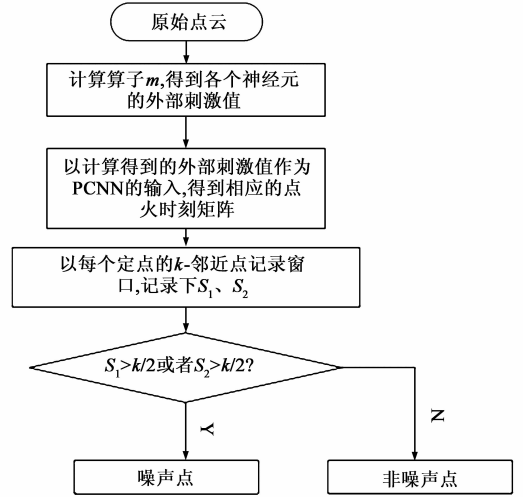 原始点云
计算算子m,得到各个神经元
的外部刺激值
以计算得到的外部刺激值作为
PCNN的输入,得到相应的点
火时刻矩阵
以每个定点的k-邻近点记录窗
口,记录下S₁、S₂
S₁>k/2或者S₂>k/2?
Y
N
噪声点
非噪声点